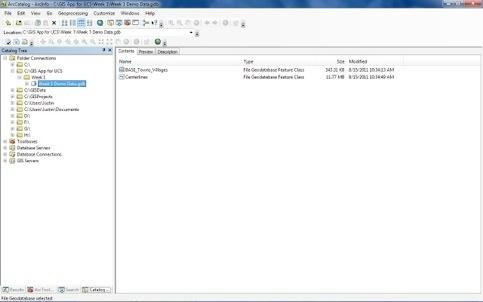 ArcCatalog - ArcInfo - C:\GIS App for UCS\Week 1\Week 1 Demo Data.gdb
File Edit View Go Geoprocessing Customize Windows Help
Location: C:\GIS App for UCS\Week 1\Week 1 Demo Data.gdb
Catalog Tree
Folder Connections
C:\
C:\GIS App for UCS
Week 1
Week 1 Demo Data.gdb
C:\GISData
C:\GISProjects
C:\Users\Justin
C:\Users\Justin\Documents
D:\
F:\
G:\
H:\
Toolboxes
Database Servers
Database Connections
GIS Servers
Contents Preview Description
Name Type Size Modified
BASE_Towns_Villages File Geodatabase Feature Class 343.31 KB 8/15/2011 10:34:13 AM
Centerlines File Geodatabase Feature Class 11.77 MB 8/15/2011 10:34:49 AM
Results ArcTool... Search Catalog...
File Geodatabase selected